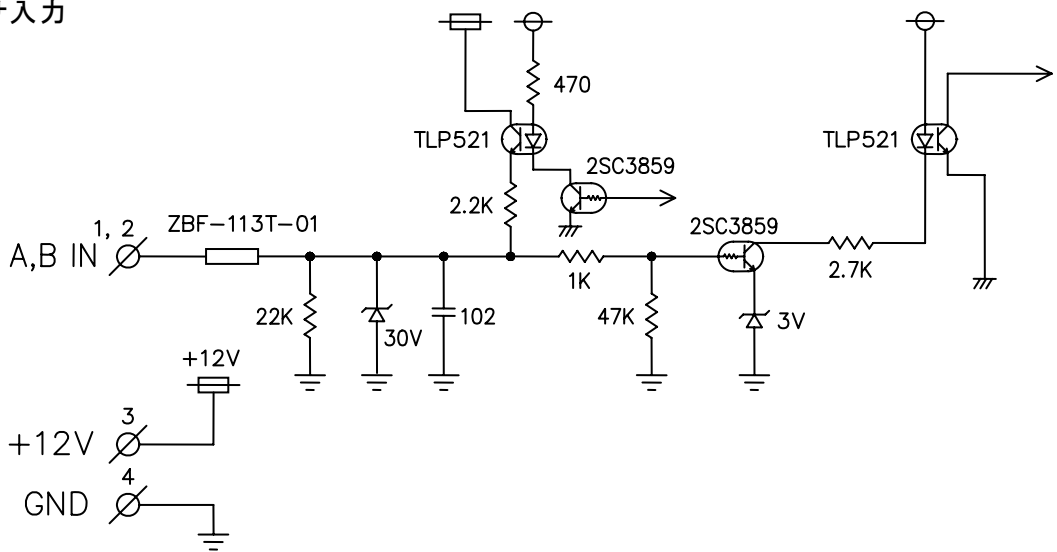 入力
470
TLP521
TLP521
2SC3859
2.2K
1, 2
ZBF-113T-01
2SC3859
A,B IN
1K
2.7K
22K
102
47K
3V
30V
+12V
3
+12V
4
GND